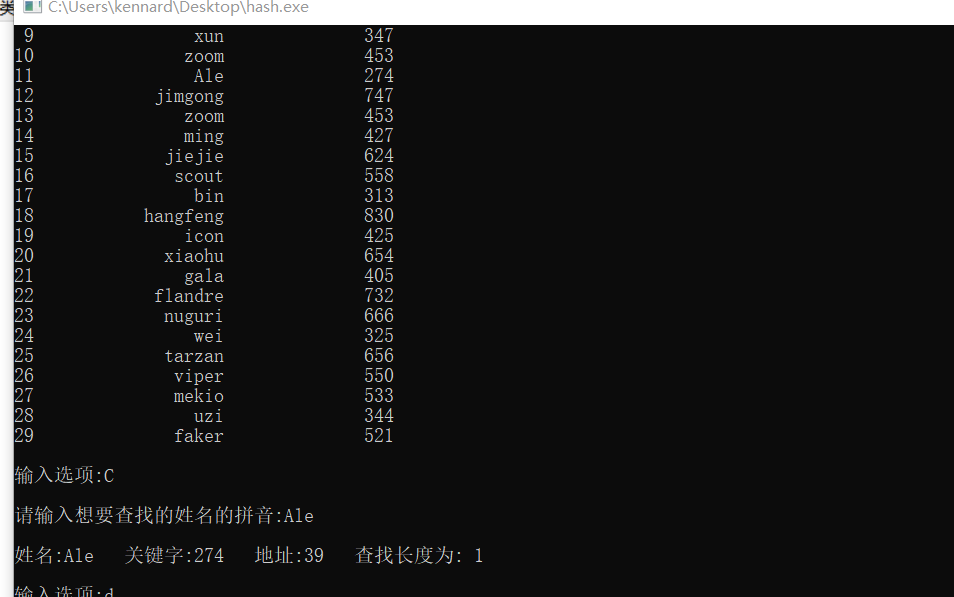 类 C:\Users\kennard\Desktop\hash.exe
9 xun 347
10 zoom 453
11 Ale 274
12 jimgong 747
13 zoom 453
14 ming 427
15 jiejie 624
16 scout 558
17 bin 313
18 hangfeng 830
19 icon 425
20 xiaohu 654
21 gala 405
22 flandre 732
23 nuguri 666
24 wei 325
25 tarzan 656
26 viper 550
27 mekio 533
28 uzi 344
29 faker 521
输入选项:C
请输入想要查找的姓名的拼音:Ale
姓名:Ale 关键字:274 地址:39 查找长度为: 1
输入选项:d